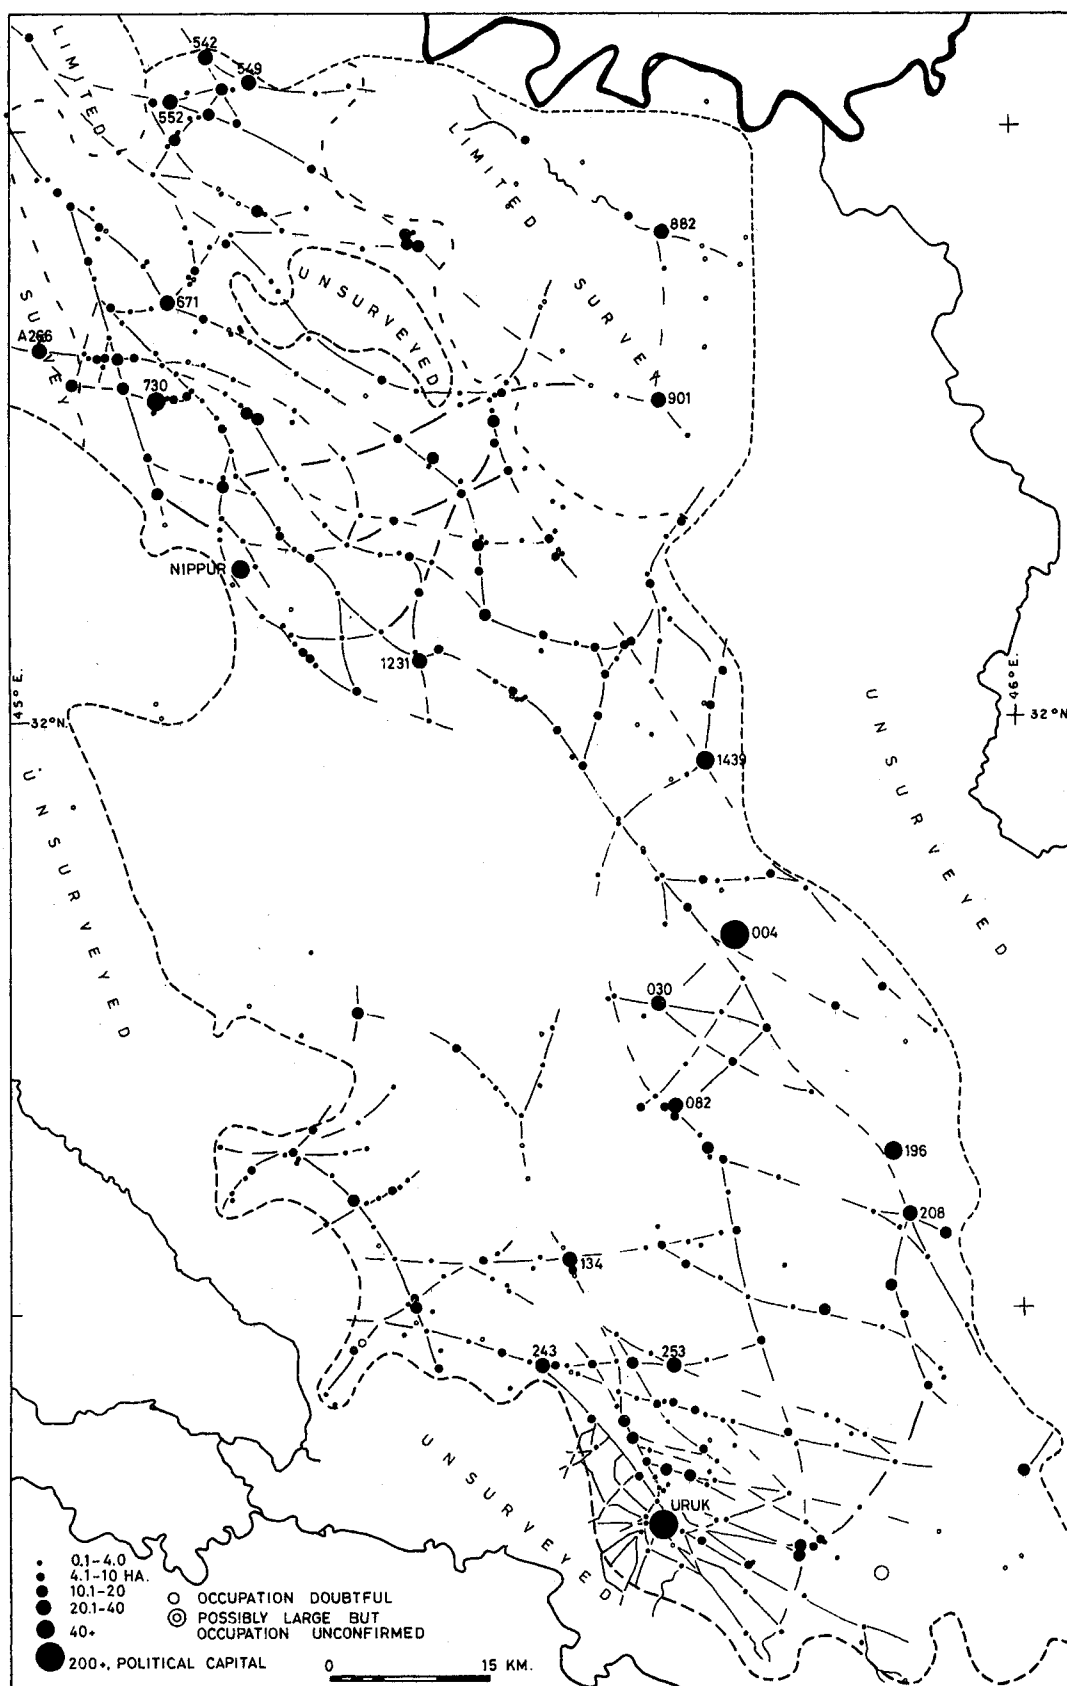 LIMITED
SURVEY
542
549
552
LIMITED
SURVEY
882
UNSURVEYED
671
A266
730
901
NIPPUR
1231
45° E.
32° N.
46° E.
32° N
UNSURVEYED
UNSURVEYED
1439
004
030
082
196
208
134
243
253
UNSURVEYED
URUK
0.1–4.0
4.1–10 HA.
10.1–20
20.1–40
40+
200+, POLITICAL CAPITAL
OCCUPATION DOUBTFUL
POSSIBLY LARGE BUT
OCCUPATION UNCONFIRMED
0 15 KM.